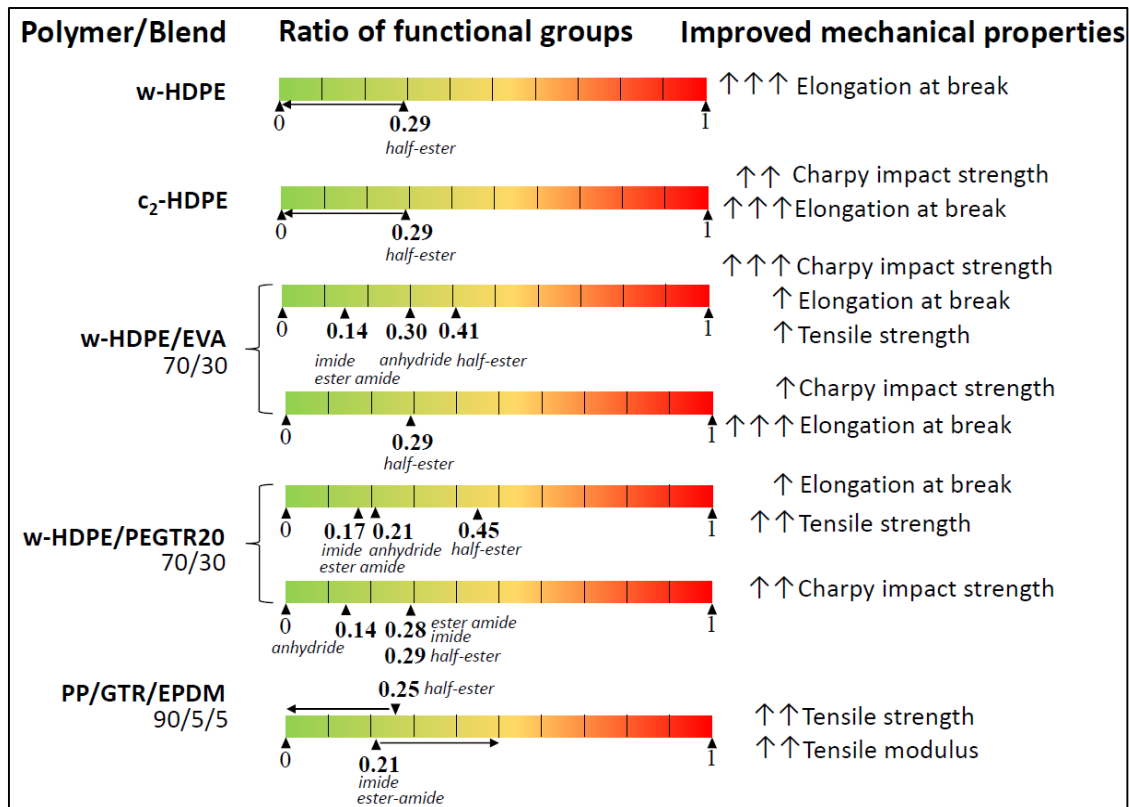 Polymer/Blend Ratio of functional groups Improved mechanical properties
w-HDPE
0 0.29 1
half-ester
↑↑↑ Elongation at break
c₂-HDPE
0 0.29 1
half-ester
↑↑ Charpy impact strength
↑↑↑ Elongation at break
w-HDPE/EVA
70/30
0 0.14 0.30 0.41 1
imide anhydride half-ester
ester amide
↑↑↑ Charpy impact strength
↑ Elongation at break
↑ Tensile strength
0 0.29 1
half-ester
↑ Charpy impact strength
↑↑↑ Elongation at break
w-HDPE/PEGTR20
70/30
0 0.17 0.21 0.45 1
imide anhydride half-ester
ester amide
↑ Elongation at break
↑↑ Tensile strength
0 0.14 0.28 ester amide 1
anhydride imide
0.29 half-ester
↑↑ Charpy impact strength
PP/GTR/EPDM
90/5/5
0.25 half-ester
0 0.21 1
imide
ester-amide
↑↑ Tensile strength
↑↑ Tensile modulus